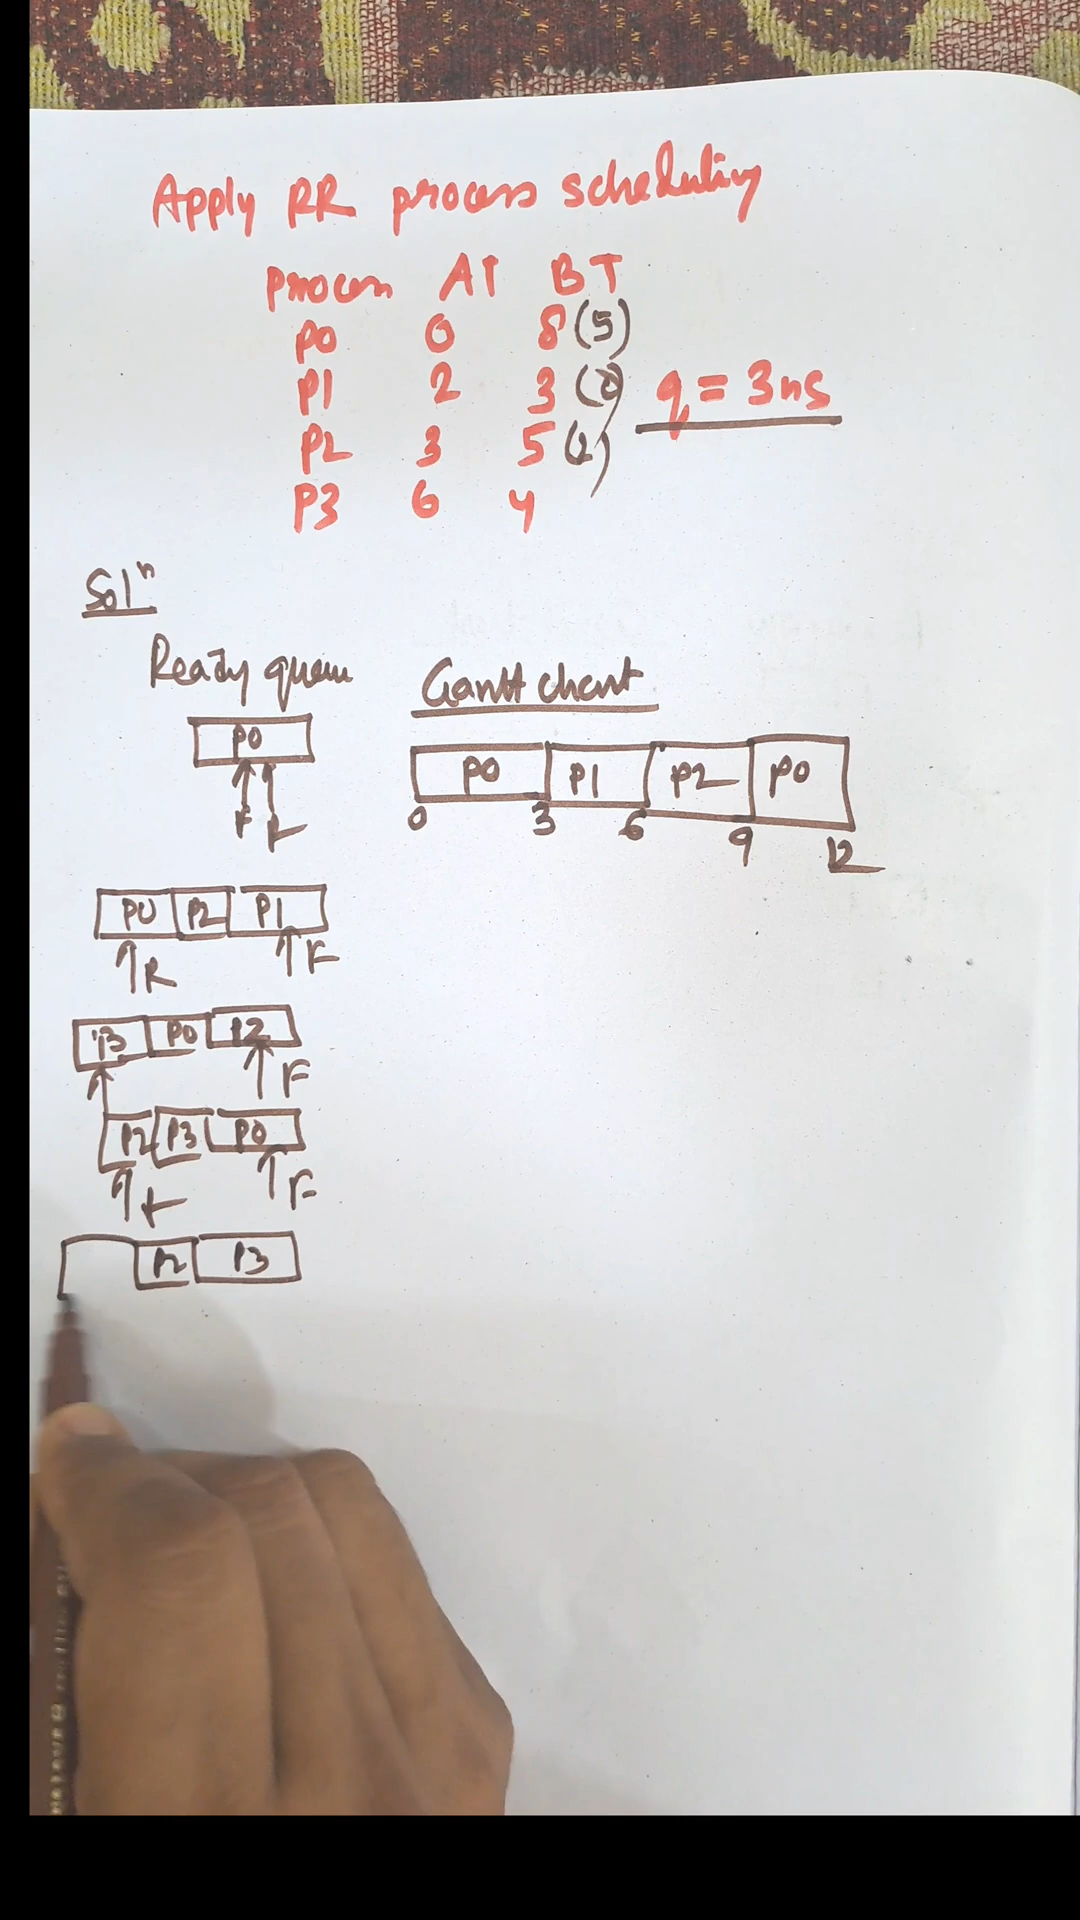 Apply RR process scheduling
Process AT BT
P0 0 8 (5)
P1 2 3 (0)
q = 3ns
P2 3 5 (2)
P3 6 4
Solⁿ
Ready queue
Gantt chart
P0
F R
P0 P1 P2 P0
0 3 6 9 12
P0 P2 P1
R F
P3 P0 P2
F
P2 P3 P0
R F
P2 P3